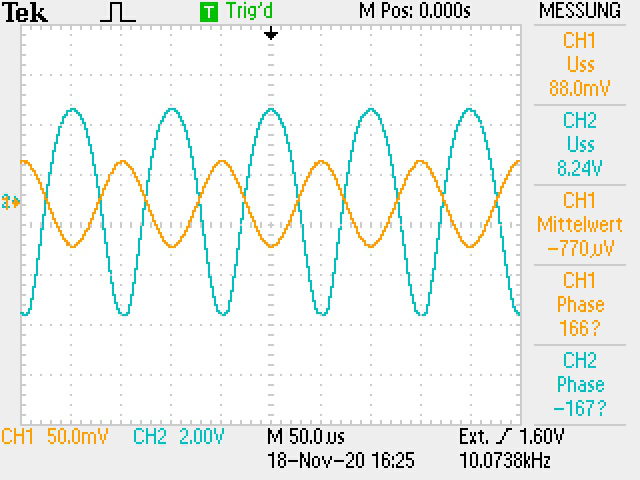 Tek T Trig'd M Pos: 0.000s MESSUNG
CH1
Uss
88.0mV
CH2
Uss
8.24V
CH1
Mittelwert
-770µV
CH1
Phase
166?
CH2
Phase
-167?
CH1 50.0mV CH2 2.00V M 50.0µs Ext. 1.60V
18-Nov-20 16:25 10.0738kHz